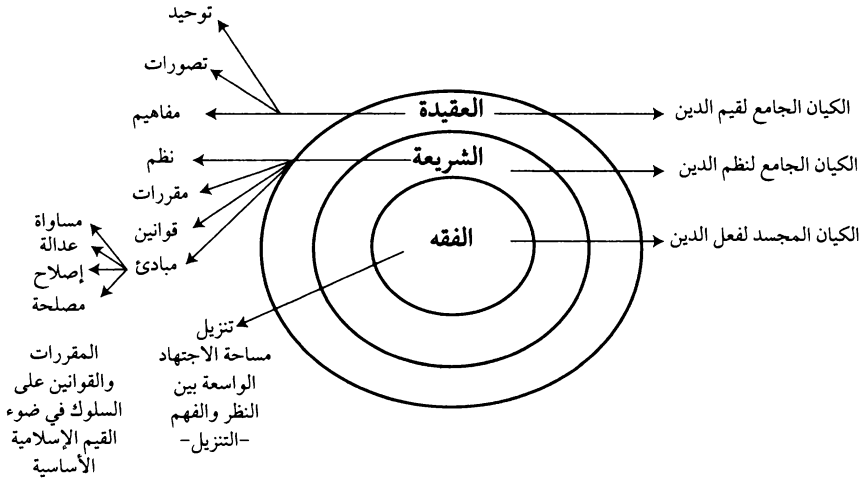 توحيد
تصورات
مفاهيم
العقيدة
الكيان الجامع لقيم الدين
نظم
مقررات
قوانين
مبادئ
الشريعة
الكيان الجامع لنظم الدين
مساواة
عدالة
إصلاح
مصلحة
الفقه
الكيان المجسد لفعل الدين
تنزيل
مساحة الاجتهاد
الواسعة بين
النظر والفهم
-التنزيل-
المقررات
والقوانين على
السلوك في ضوء
القيم الإسلامية
الأساسية